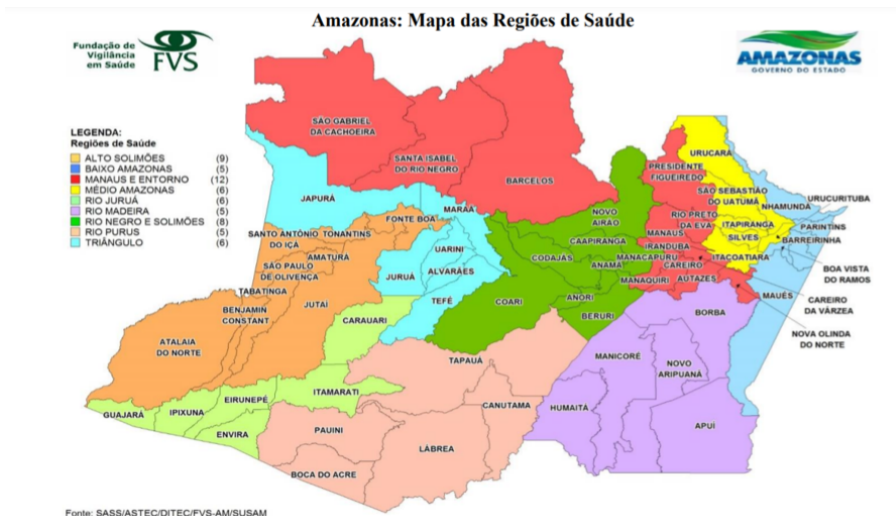 Amazonas: Mapa das Regiões de Saúde
Fundação de
Vigilância
em Saúde
FVS
AMAZONAS
GOVERNO DO ESTADO
LEGENDA:
Regiões de Saúde
ALTO SOLIMÕES (9)
BAIXO AMAZONAS (5)
MANAUS E ENTORNO (12)
MÉDIO AMAZONAS (6)
RIO JURUÁ (6)
RIO MADEIRA (5)
RIO NEGRO E SOLIMÕES (8)
RIO PURUS (5)
TRIÂNGULO (6)
SÃO GABRIEL
DA CACHOEIRA
SANTA ISABEL
DO RIO NEGRO
BARCELOS
URUCARÁ
PRESIDENTE
FIGUEIREDO
SÃO SEBASTIÃO
DO UATUMÃ
NHAMUNDÁ
URUCURITUBA
PARINTINS
BARREIRINHA
BOA VISTA
DO RAMOS
JAPURÁ
MARAÃ
FONTE BOA
SANTO ANTÔNIO
DO IÇÁ
TONANTINS
NOVO
AIRÃO
RIO PRETO
DA EVA
ITAPIRANGA
SILVES
MANAUS
IRANDUBA
CAAPIRANGA
CODAJÁS
MANACAPURU
ANAMÃ
CAREIRO
ITACOATIARA
MANAQUIRI
AUTAZES
MAUÉS
CAREIRO
DA VÁRZEA
NOVA OLINDA
DO NORTE
AMATURÁ
SÃO PAULO
DE OLIVENÇA
TABATINGA
BENJAMIN
CONSTANT
JUTAÍ
ATALAIA
DO NORTE
UARINI
ALVARÃES
JURUÁ
TEFÉ
COARI
ANORI
BERURI
BORBA
CARAUARI
TAPAUÁ
MANICORÉ
NOVO
ARIPUANÃ
GUAJARÁ
IPIXUNA
EIRUNEPÉ
ITAMARATI
ENVIRA
PAUINI
CANUTAMA
HUMAITÁ
APUÍ
LÁBREA
BOCA DO ACRE
Fonte: SASS/ASTEC/DITEC/FVS-AM/SUSAM